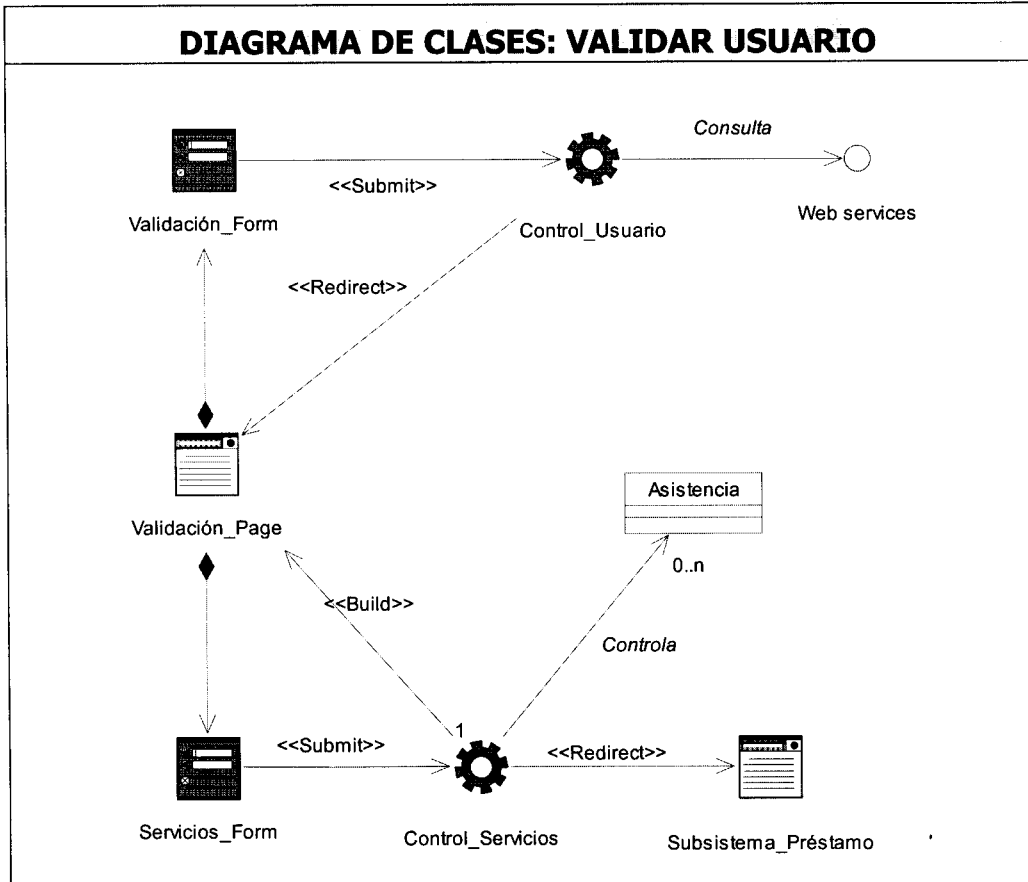 DIAGRAMA DE CLASES: VALIDAR USUARIO
Consulta
<<Submit>>
Validación_Form
Control_Usuario
Web services
<<Redirect>>
Asistencia
Validación_Page
0..n
<<Build>>
Controla
1
<<Submit>>
<<Redirect>>
Servicios_Form
Control_Servicios
Subsistema_Préstamo